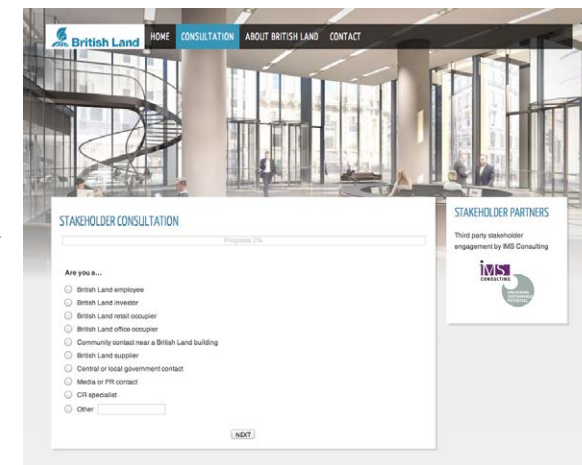 British Land
HOME CONSULTATION ABOUT BRITISH LAND CONTACT
STAKEHOLDER CONSULTATION
Progress 0%
Are you a...
British Land employee
British Land investor
British Land retail occupier
British Land office occupier
Community contact near a British Land building
British Land supplier
Central or local government contact
Media or PR contact
CR specialist
Other
NEXT
STAKEHOLDER PARTNERS
Third party stakeholder
engagement by IMS Consulting
iMS
CONSULTING
SUSTAINABLE
POTENTIAL